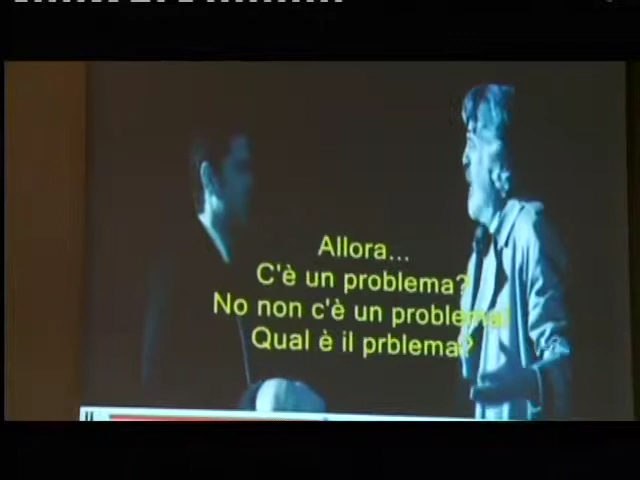 Allora...
C'è un problema?
No non c'è un problema!
Qual è il prblema?